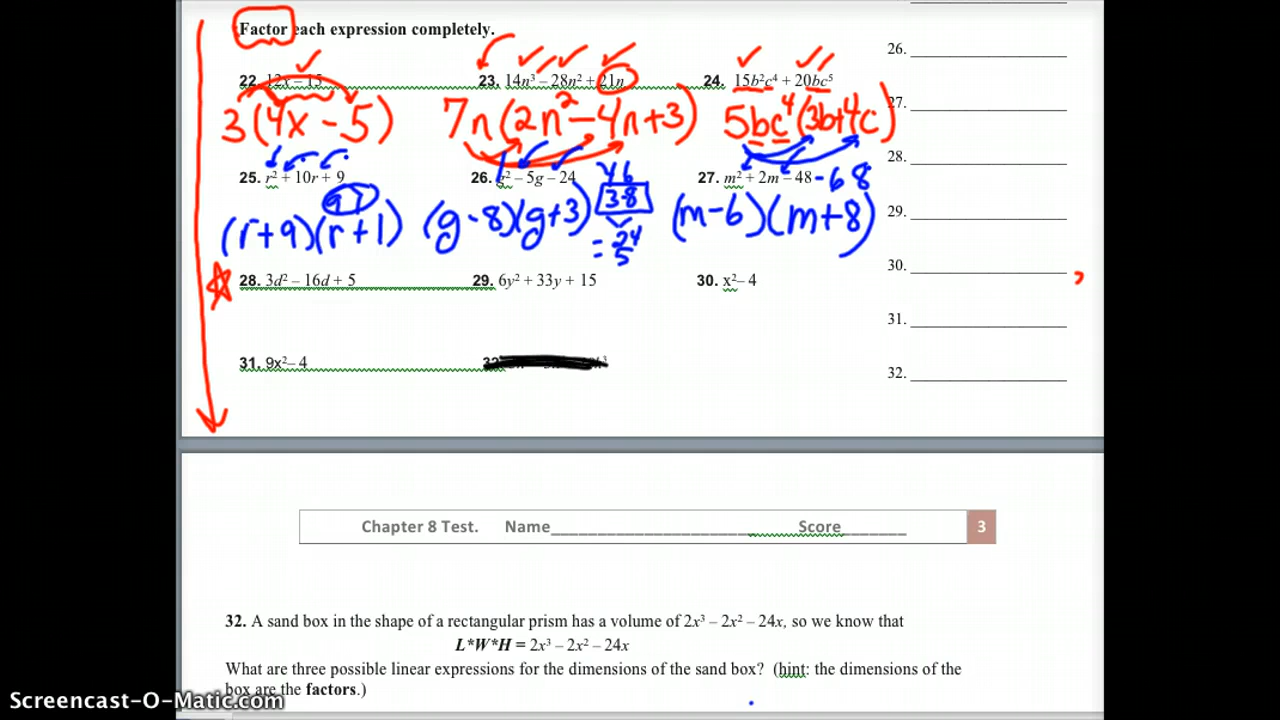 Factor each expression completely.
26.
22. 12x – 15 23. 14n³ – 28n² + 21n 24. 15b²c⁴ + 20bc⁵
3(4x – 5) 7n(2n² – 4n + 3) 5bc⁴(3b + 4c)
27.
28.
25. r² + 10r + 9 26. g² – 5g – 24 27. m² + 2m – 48 -6 8
46
38
91
(r + 9)(r + 1) (g - 8)(g + 3) (m - 6)(m + 8)
29.
= 24
5
30.
28. 3d² – 16d + 5 29. 6y² + 33y + 15 30. x² – 4
31.
31. 9x² – 4
32.
Chapter 8 Test. Name Score 3
32. A sand box in the shape of a rectangular prism has a volume of 2x³ – 2x² – 24x, so we know that
L*W*H = 2x³ – 2x² – 24x
What are three possible linear expressions for the dimensions of the sand box? (hint: the dimensions of the
box are the factors.)
Screencast-O-Matic.com